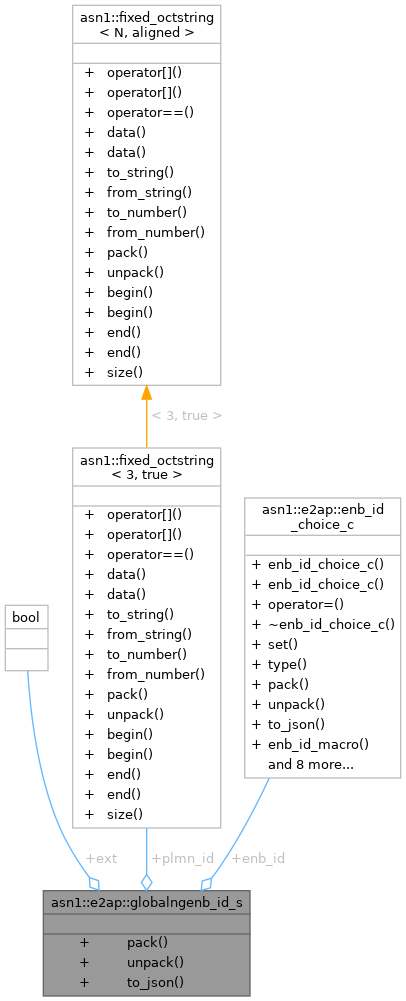 asn1::fixed_octstring
< N, aligned >
+ operator[]()
+ operator[]()
+ operator==()
+ data()
+ data()
+ to_string()
+ from_string()
+ to_number()
+ from_number()
+ pack()
+ unpack()
+ begin()
+ begin()
+ end()
+ end()
+ size()
< 3, true >
asn1::fixed_octstring
< 3, true >
+ operator[]()
+ operator[]()
+ operator==()
+ data()
+ data()
+ to_string()
+ from_string()
+ to_number()
+ from_number()
+ pack()
+ unpack()
+ begin()
+ begin()
+ end()
+ end()
+ size()
asn1::e2ap::enb_id
_choice_c
+ enb_id_choice_c()
+ enb_id_choice_c()
+ operator=()
+ ~enb_id_choice_c()
+ set()
+ type()
+ pack()
+ unpack()
+ to_json()
+ enb_id_macro()
and 8 more...
bool
+ext
+plmn_id
+enb_id
asn1::e2ap::globalngenb_id_s
+ pack()
+ unpack()
+ to_json()